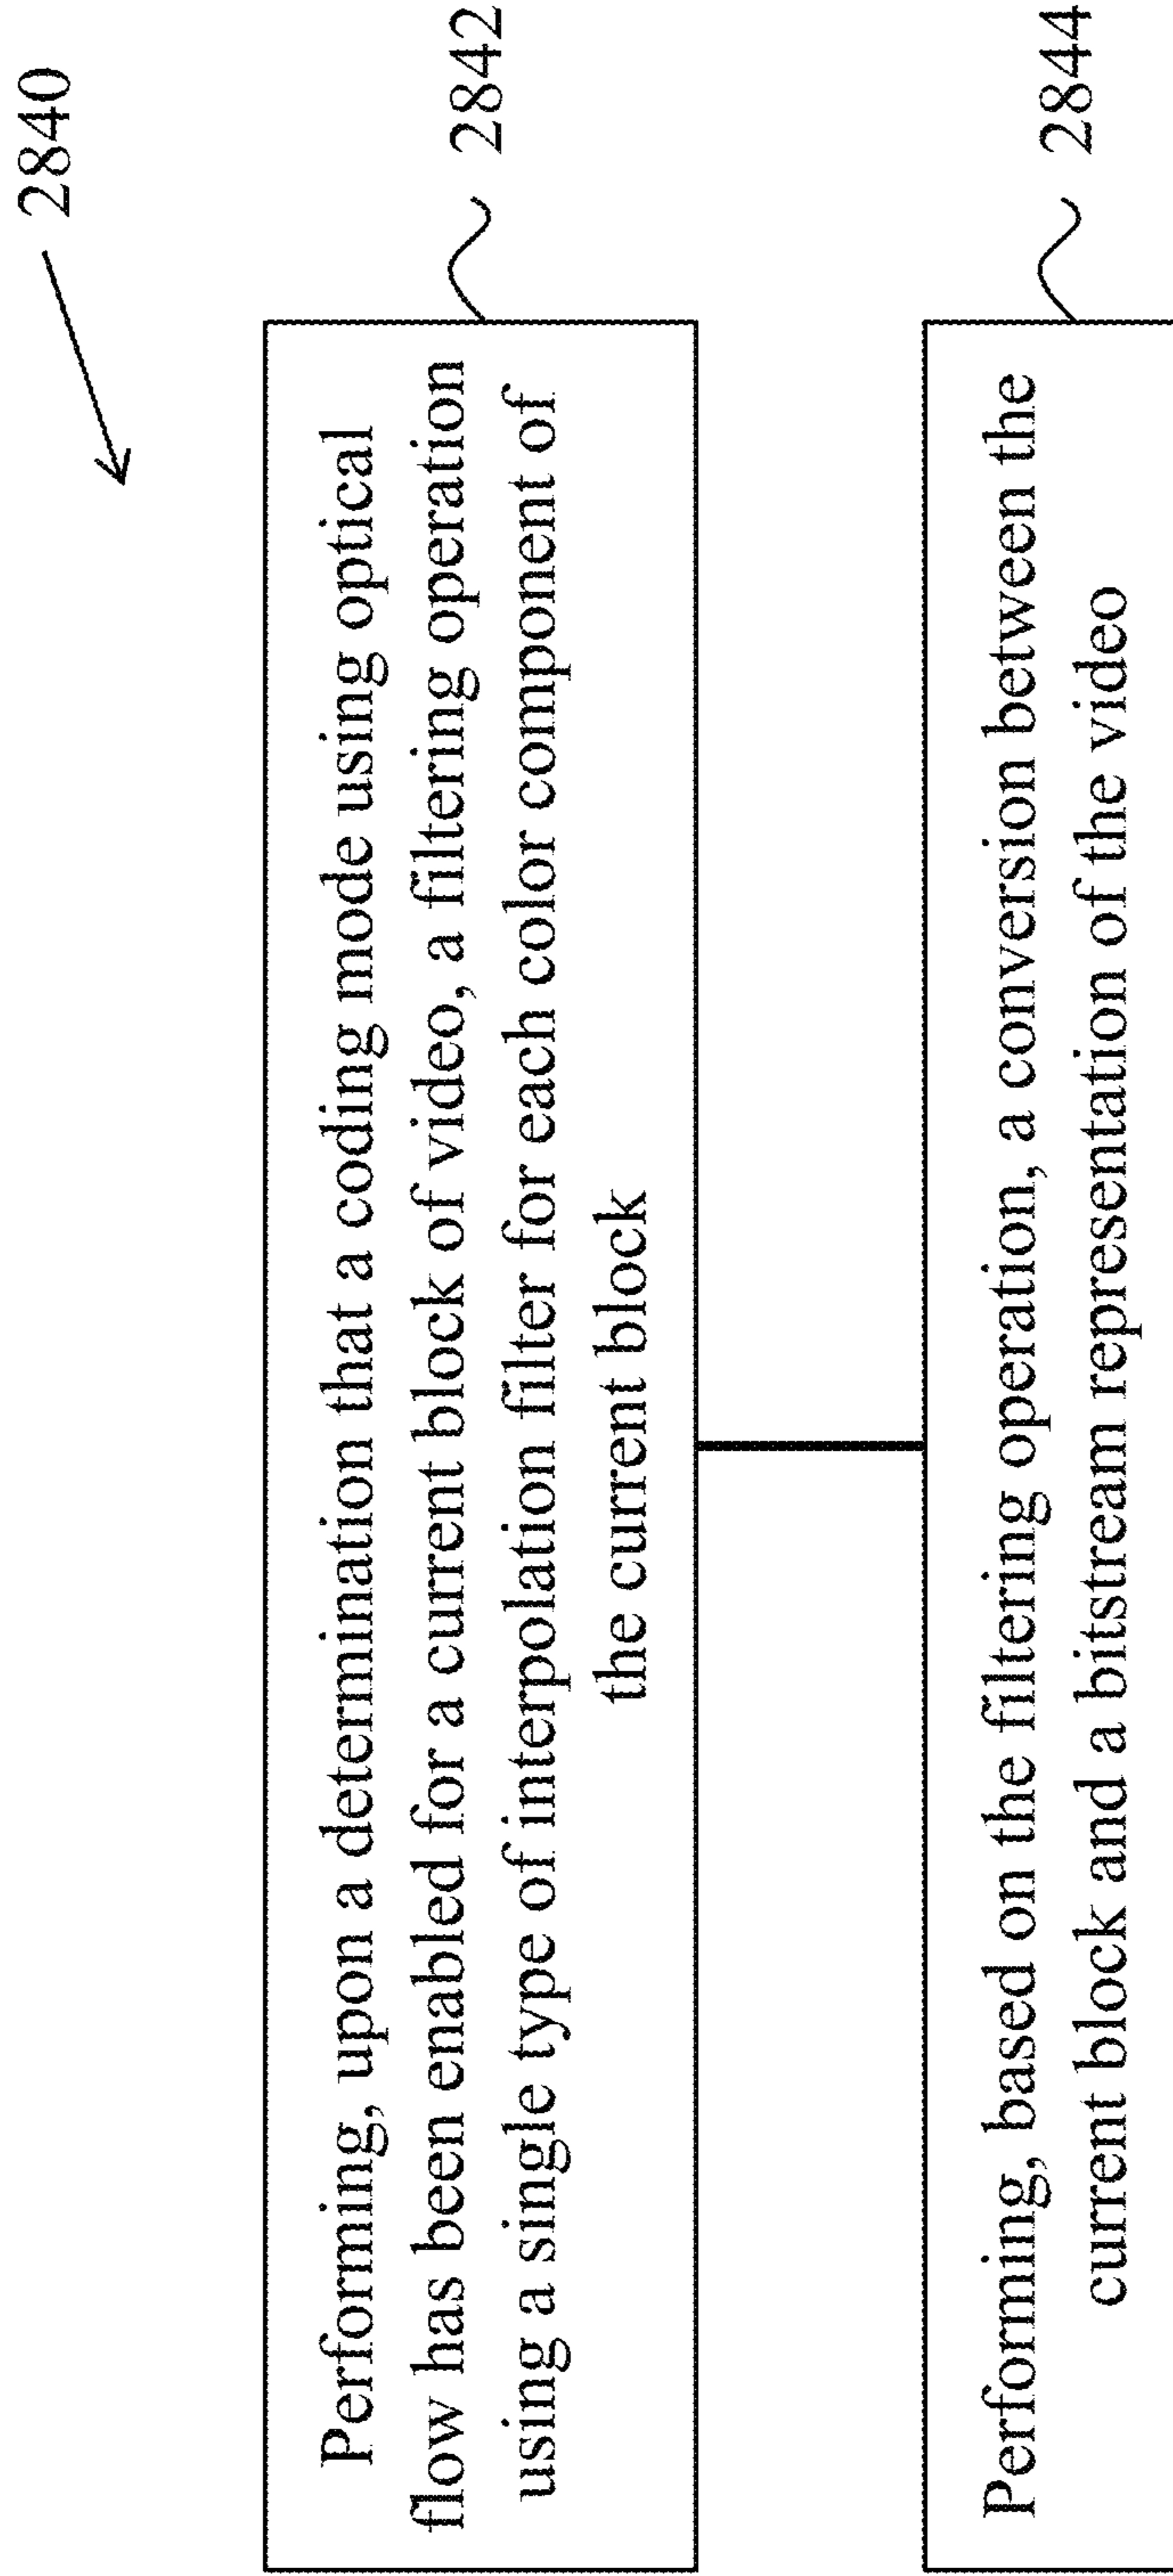 2840
Performing, upon a determination that a coding mode using optical
flow has been enabled for a current block of video, a filtering operation
using a single type of interpolation filter for each color component of
the current block
2842
Performing, based on the filtering operation, a conversion between the
current block and a bitstream representation of the video
2844